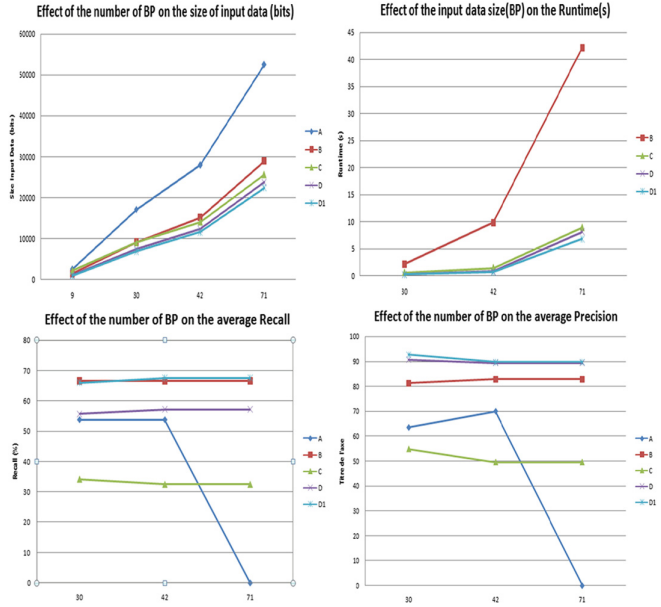 Effect of the number of BP on the size of input data (bits)
60000
50000
40000
30000
20000
10000
0
Size Input Data (bits)
9 30 42 71
A
B
C
D
D1
Effect of the input data size(BP) on the Runtime(s)
45
40
35
30
25
20
15
10
5
0
Runtime (s)
30 42 71
B
C
D
D1
Effect of the number of BP on the average Recall
80
70
60
50
40
30
20
10
0
Recall (%)
30 42 71
A
B
C
D
D1
Effect of the number of BP on the average Precision
100
90
80
70
60
50
40
30
20
10
0
Titre de l'axe
30 42 71
A
B
C
D
D1